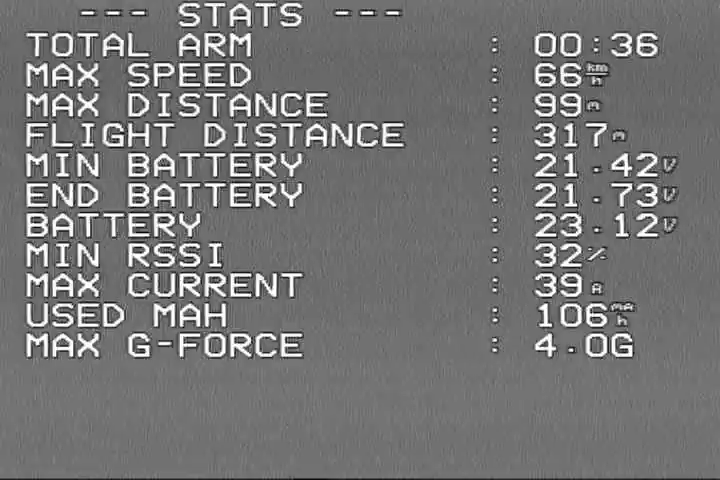 --- STATS ---
TOTAL ARM : 00:36
MAX SPEED : 66km/h
MAX DISTANCE : 99m
FLIGHT DISTANCE : 317m
MIN BATTERY : 21.42V
END BATTERY : 21.73V
BATTERY : 23.12V
MIN RSSI : 32%
MAX CURRENT : 39A
USED MAH : 106mAh
MAX G-FORCE : 4.0G